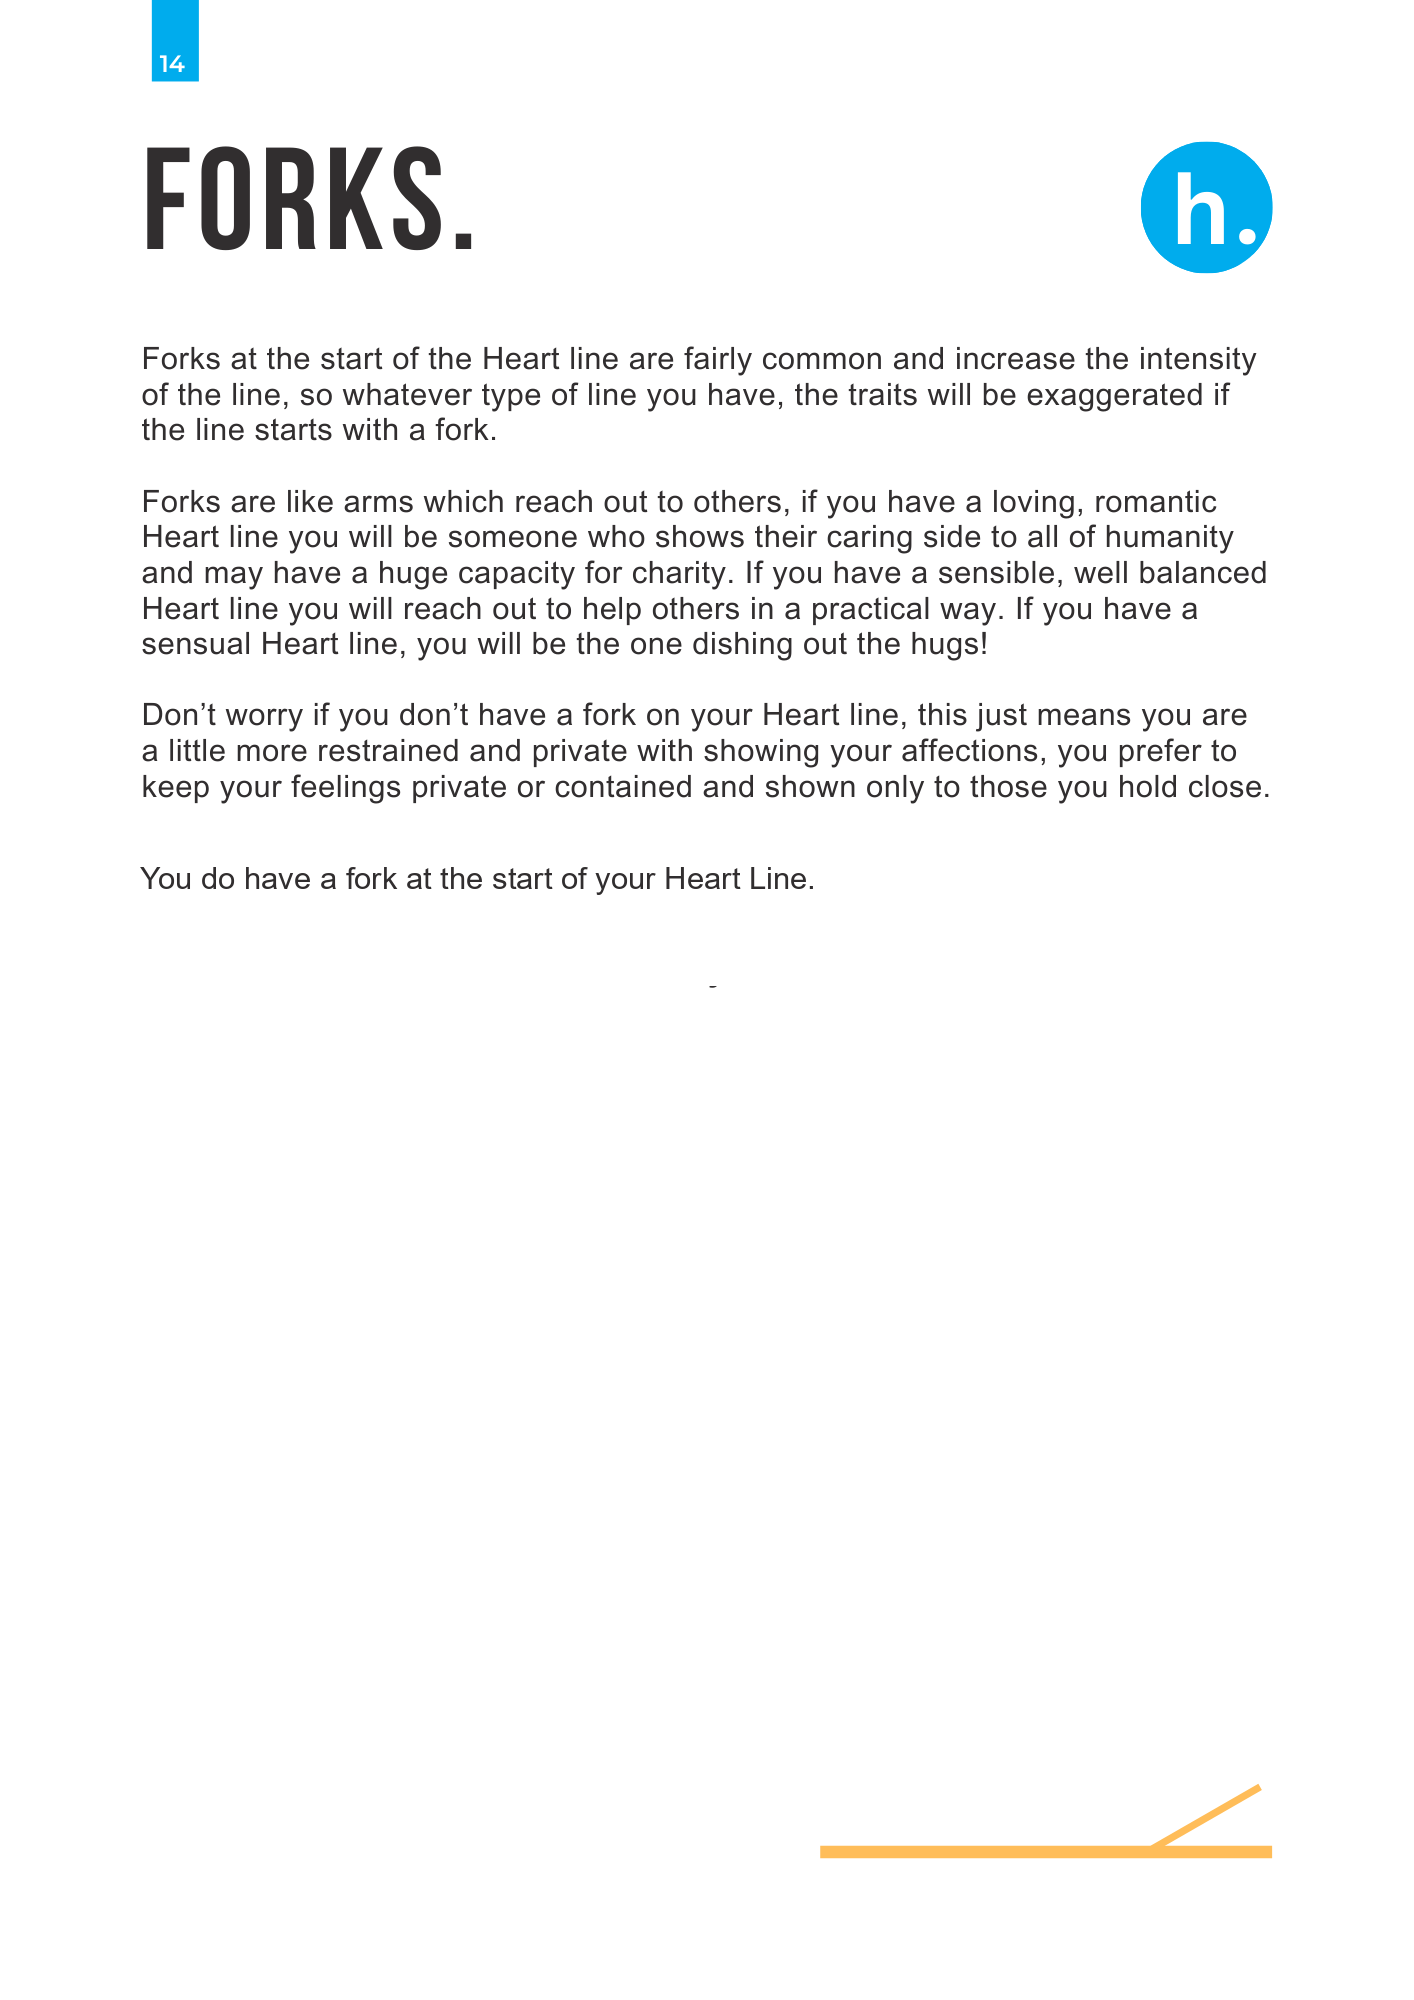 14
FORKS.
h.
Forks at the start of the Heart line are fairly common and increase the intensity
of the line, so whatever type of line you have, the traits will be exaggerated if
the line starts with a fork.
Forks are like arms which reach out to others, if you have a loving, romantic
Heart line you will be someone who shows their caring side to all of humanity
and may have a huge capacity for charity. If you have a sensible, well balanced
Heart line you will reach out to help others in a practical way. If you have a
sensual Heart line, you will be the one dishing out the hugs!
Don’t worry if you don’t have a fork on your Heart line, this just means you are
a little more restrained and private with showing your affections, you prefer to
keep your feelings private or contained and shown only to those you hold close.
You do have a fork at the start of your Heart Line.